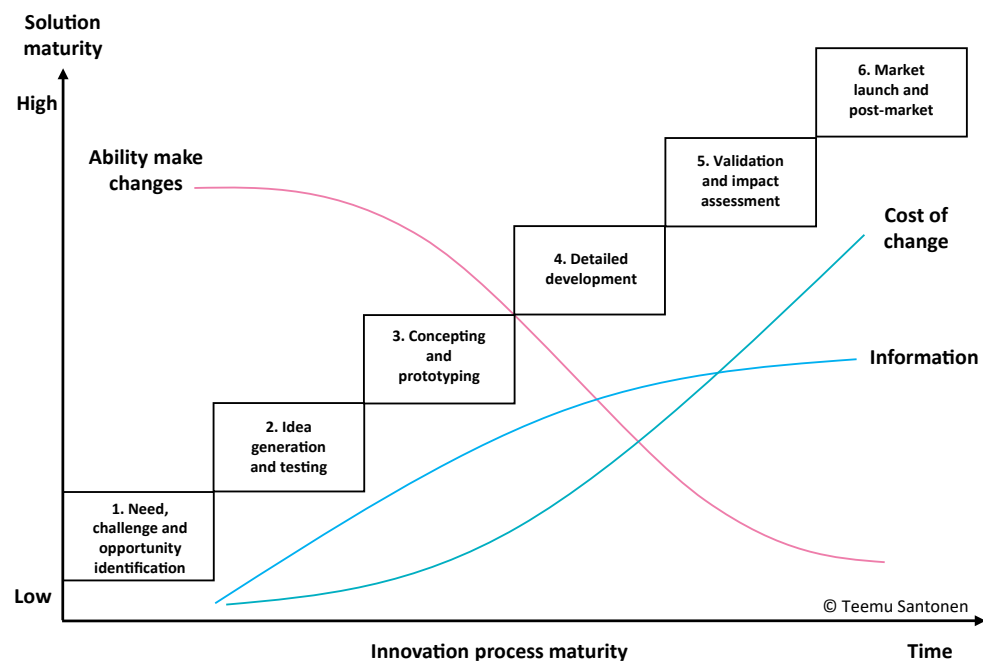 Solution
maturity
High
6. Market
launch and
post-market
Ability make
changes
5. Validation
and impact
assessment
Cost of
change
4. Detailed
development
3. Concepting
and
prototyping
Information
2. Idea
generation
and testing
1. Need,
challenge and
opportunity
identification
Low
© Teemu Santonen
Innovation process maturity
Time